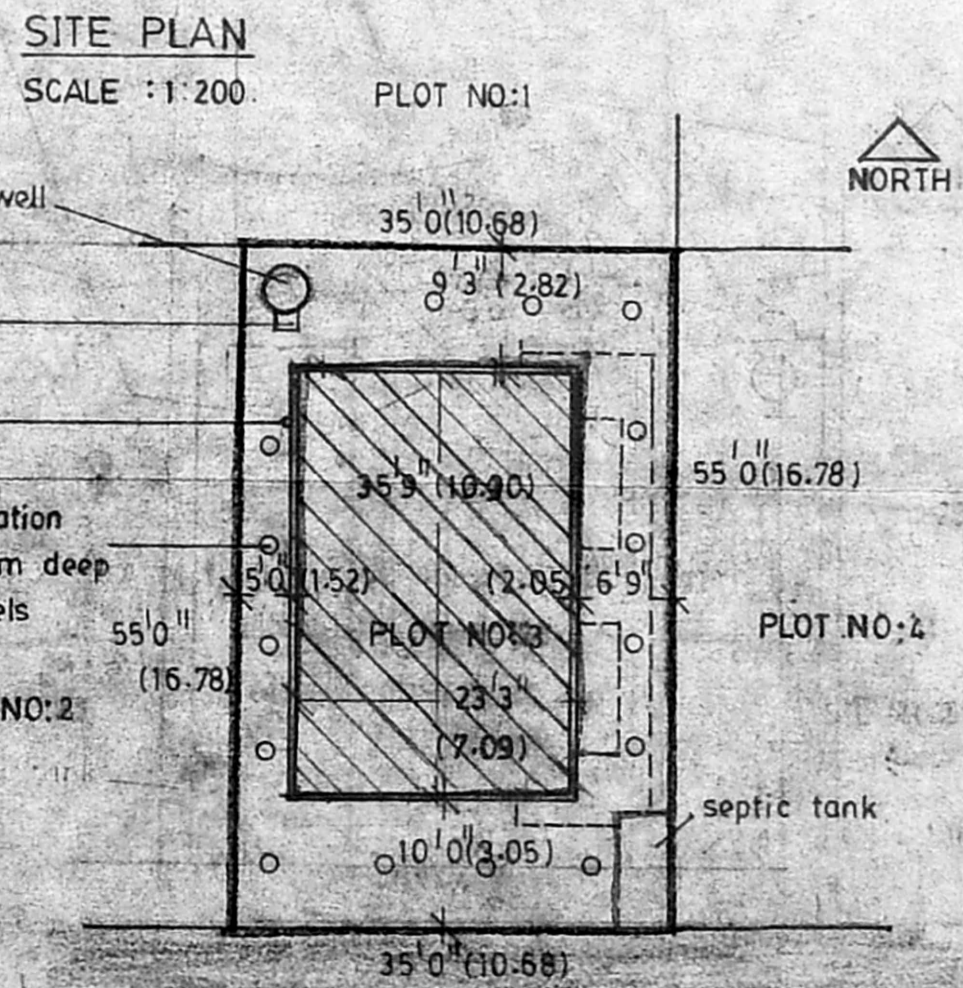 SITE PLAN
SCALE :1:200.
PLOT NO:1
NORTH
well
35'0"(10.68)
9'3" (2.82)
35'9" (10.90)
55'0"(16.78)
ation
m deep
els
5'0" (1.52)
(2.05) 6'9"
55'0"
(16.78)
PLOT NO:3
PLOT NO:4
NO:2
23'3"
(7.09)
septic tank
10'0"(3.05)
35'0"(10.68)